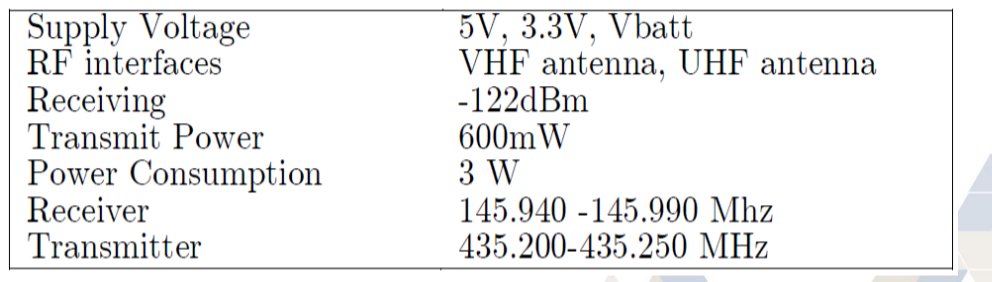 Supply Voltage 5V, 3.3V, Vbatt
RF interfaces VHF antenna, UHF antenna
Receiving -122dBm
Transmit Power 600mW
Power Consumption 3 W
Receiver 145.940 -145.990 Mhz
Transmitter 435.200-435.250 MHz